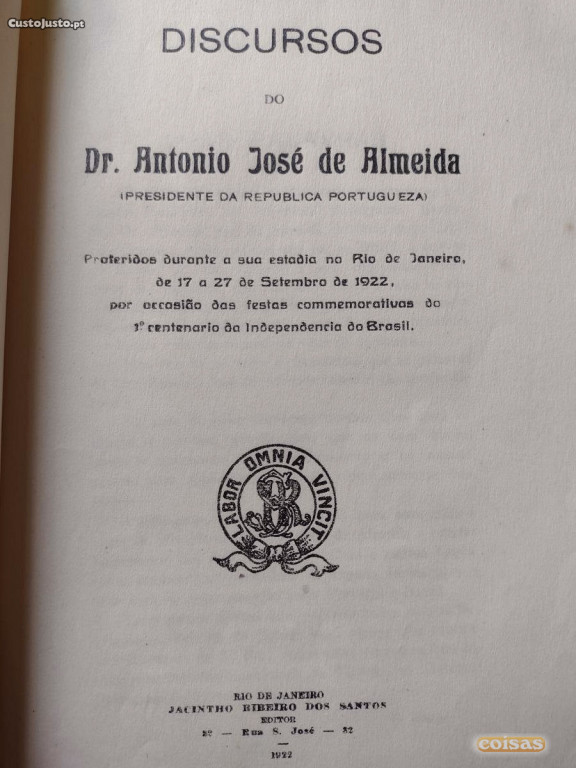 CustoJusto.pt
DISCURSOS
DO
Dr. Antonio José de Almeida
(PRESIDENTE DA REPUBLICA PORTUGUEZA)
Proferidos durante a sua estadia no Rio de Janeiro,
de 17 a 27 de Setembro de 1922,
por occasião das festas commemorativas do
1º centenario da Independencia do Brasil.
LABOR OMNIA VINCIT
RIO DE JANEIRO
JACINTHO RIBEIRO DOS SANTOS
EDITOR
— Rua S. José —
1922
coisas